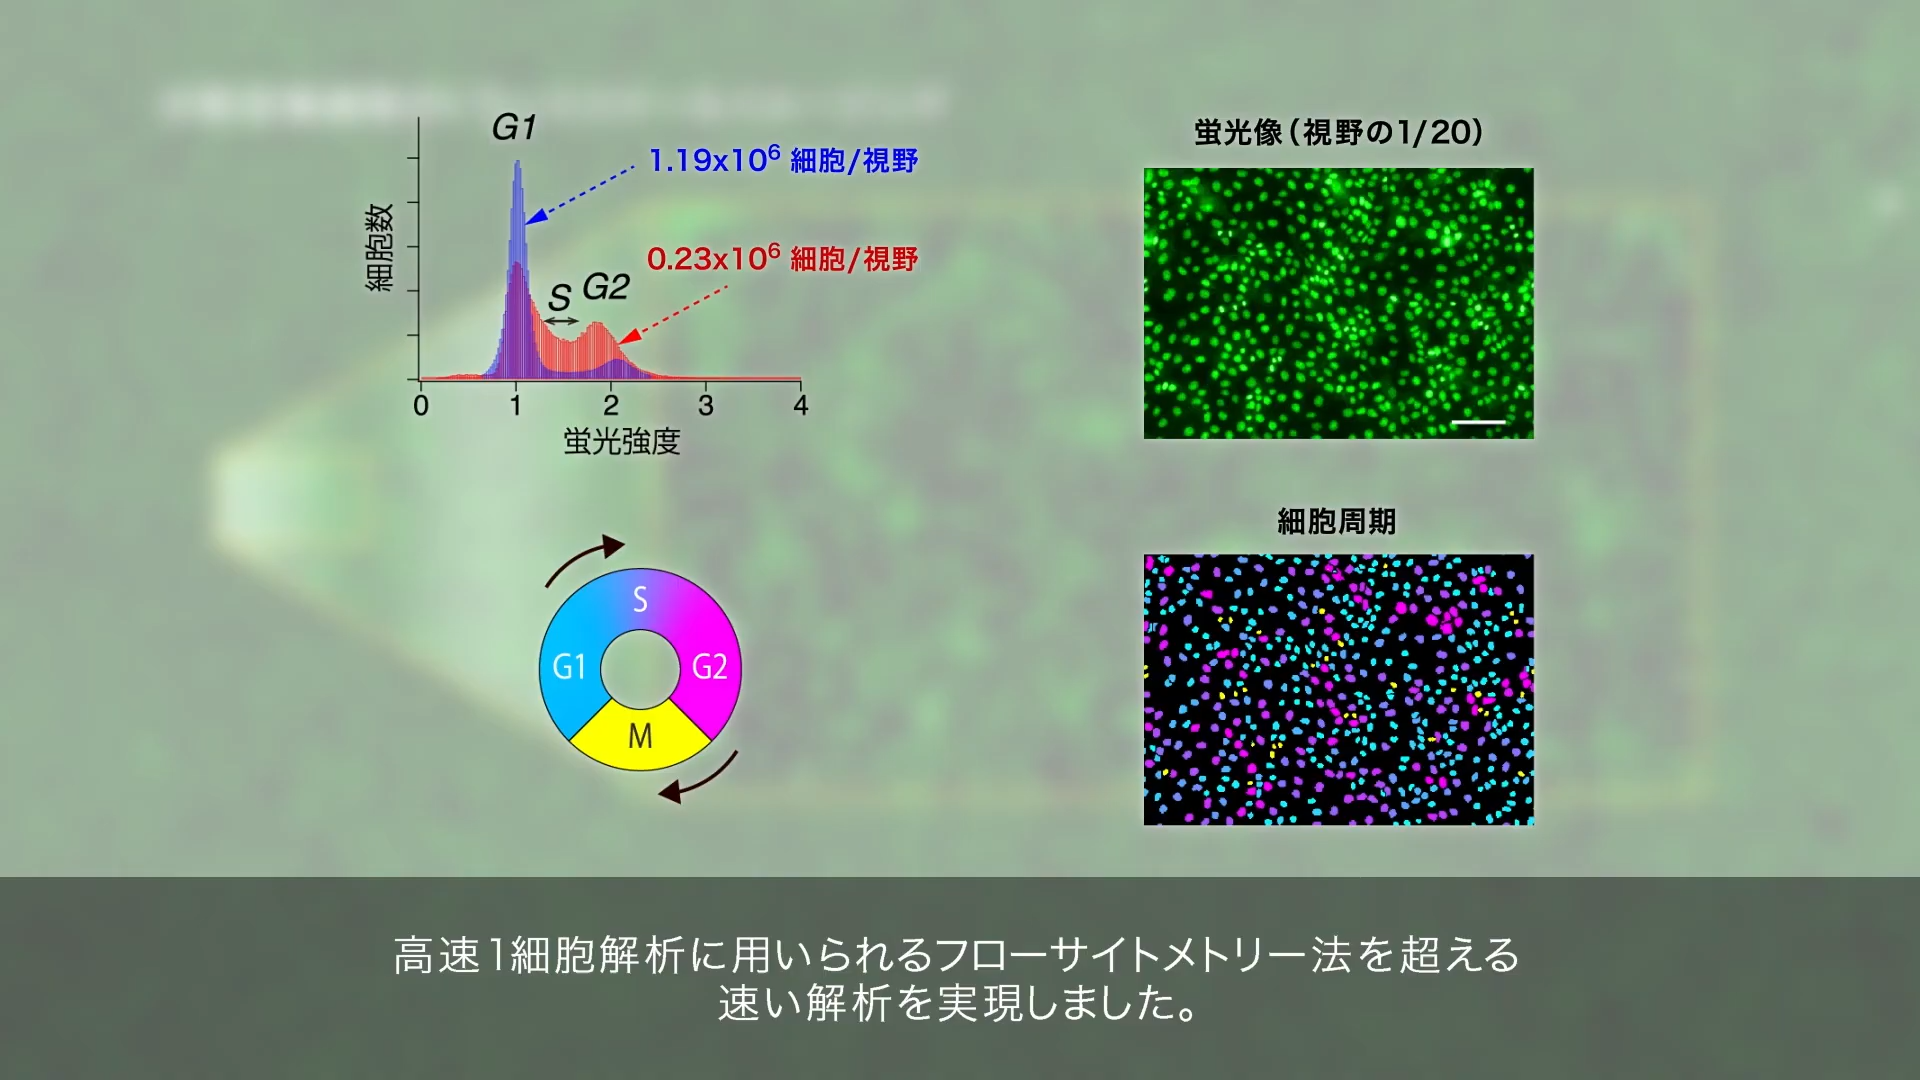 G1
1.19x10⁶ 細胞/視野
0.23x10⁶ 細胞/視野
S
G2
細胞数
0 1 2 3 4
蛍光強度
蛍光像（視野の1/20）
S
G1
G2
M
細胞周期
高速1細胞解析に用いられるフローサイトメトリー法を超える
速い解析を実現しました。